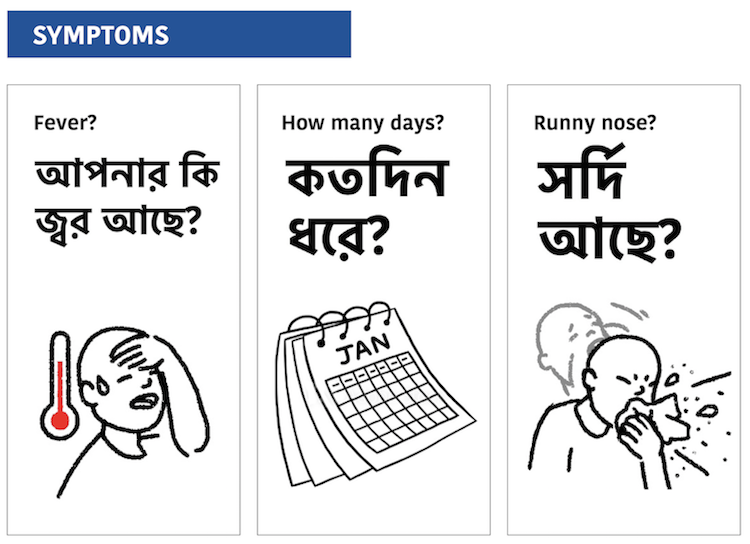 SYMPTOMS
Fever?
আপনার কি
জ্বর আছে?
How many days?
কতদিন
ধরে?
JAN
Runny nose?
সর্দি
আছে?